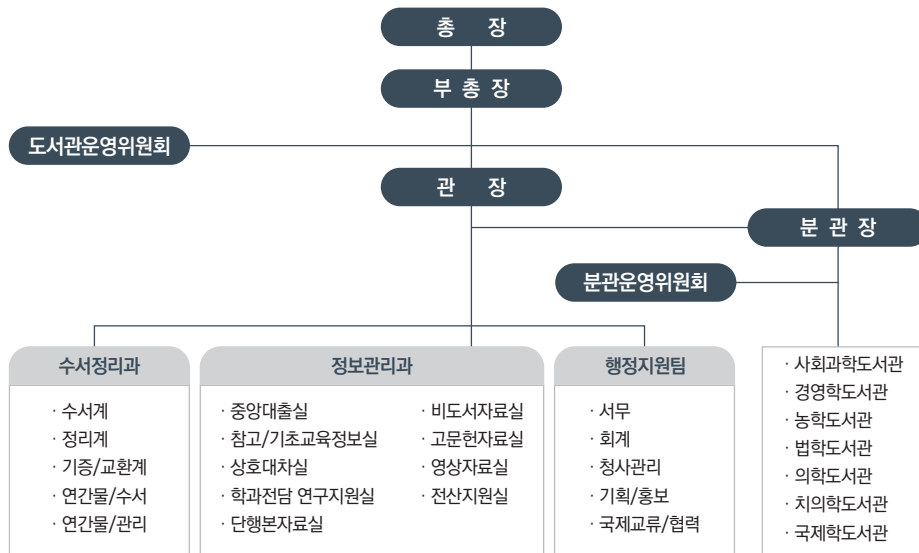 총 장
부 총 장
도서관운영위원회
관 장
분 관 장
분관운영위원회
수서정리과
· 수서계
· 정리계
· 기증/교환계
· 연간물/수서
· 연간물/관리
정보관리과
· 중앙대출실
· 참고/기초교육정보실
· 상호대차실
· 학과전담 연구지원실
· 단행본자료실
· 비도서자료실
· 고문헌자료실
· 영상자료실
· 전산지원실
행정지원팀
· 서무
· 회계
· 청사관리
· 기획/홍보
· 국제교류/협력
· 사회과학도서관
· 경영학도서관
· 농학도서관
· 법학도서관
· 의학도서관
· 치의학도서관
· 국제학도서관